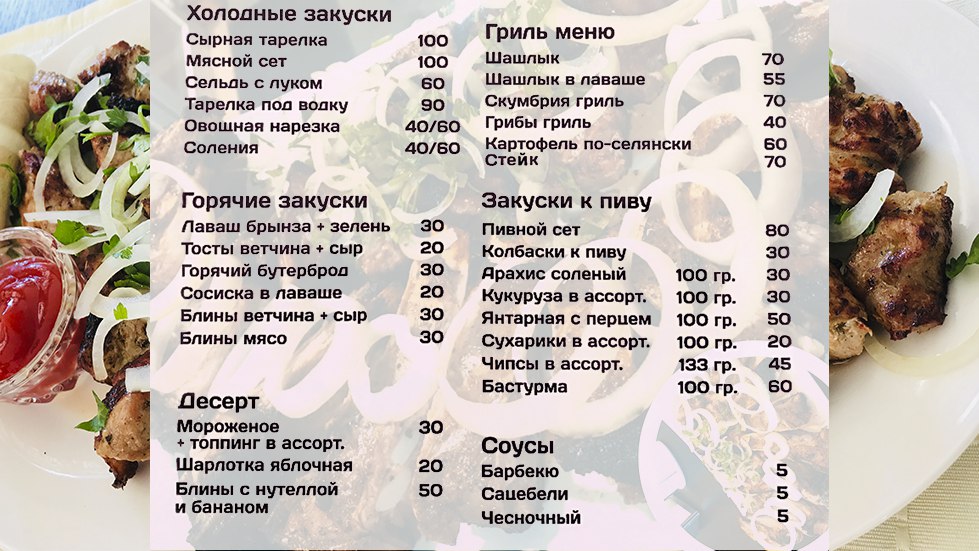 Холодные закуски
Сырная тарелка 100
Мясной сет 100
Сельдь с луком 60
Тарелка под водку 90
Овощная нарезка 40/60
Соления 40/60
Горячие закуски
Лаваш брынза + зелень 30
Тосты ветчина + сыр 20
Горячий бутерброд 30
Сосиска в лаваше 20
Блины ветчина + сыр 30
Блины мясо 30
Десерт
Мороженое 30
+ топпинг в ассорт.
Шарлотка яблочная 20
Блины с нутеллой 50
и бананом
Гриль меню
Шашлык 70
Шашлык в лаваше 55
Скумбрия гриль 70
Грибы гриль 40
Картофель по-селянски 60
Стейк 70
Закуски к пиву
Пивной сет 80
Колбаски к пиву 30
Арахис соленый 100 гр. 30
Кукуруза в ассорт. 100 гр. 30
Янтарная с перцем 100 гр. 50
Сухарики в ассорт. 100 гр. 20
Чипсы в ассорт. 133 гр. 45
Бастурма 100 гр. 60
Соусы
Барбекю 5
Сацебели 5
Чесночный 5